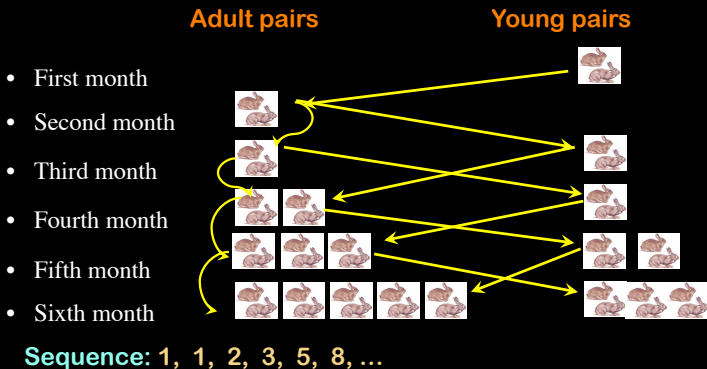 Adult pairs Young pairs
• First month
• Second month
• Third month
• Fourth month
• Fifth month
• Sixth month
Sequence: 1, 1, 2, 3, 5, 8, ...